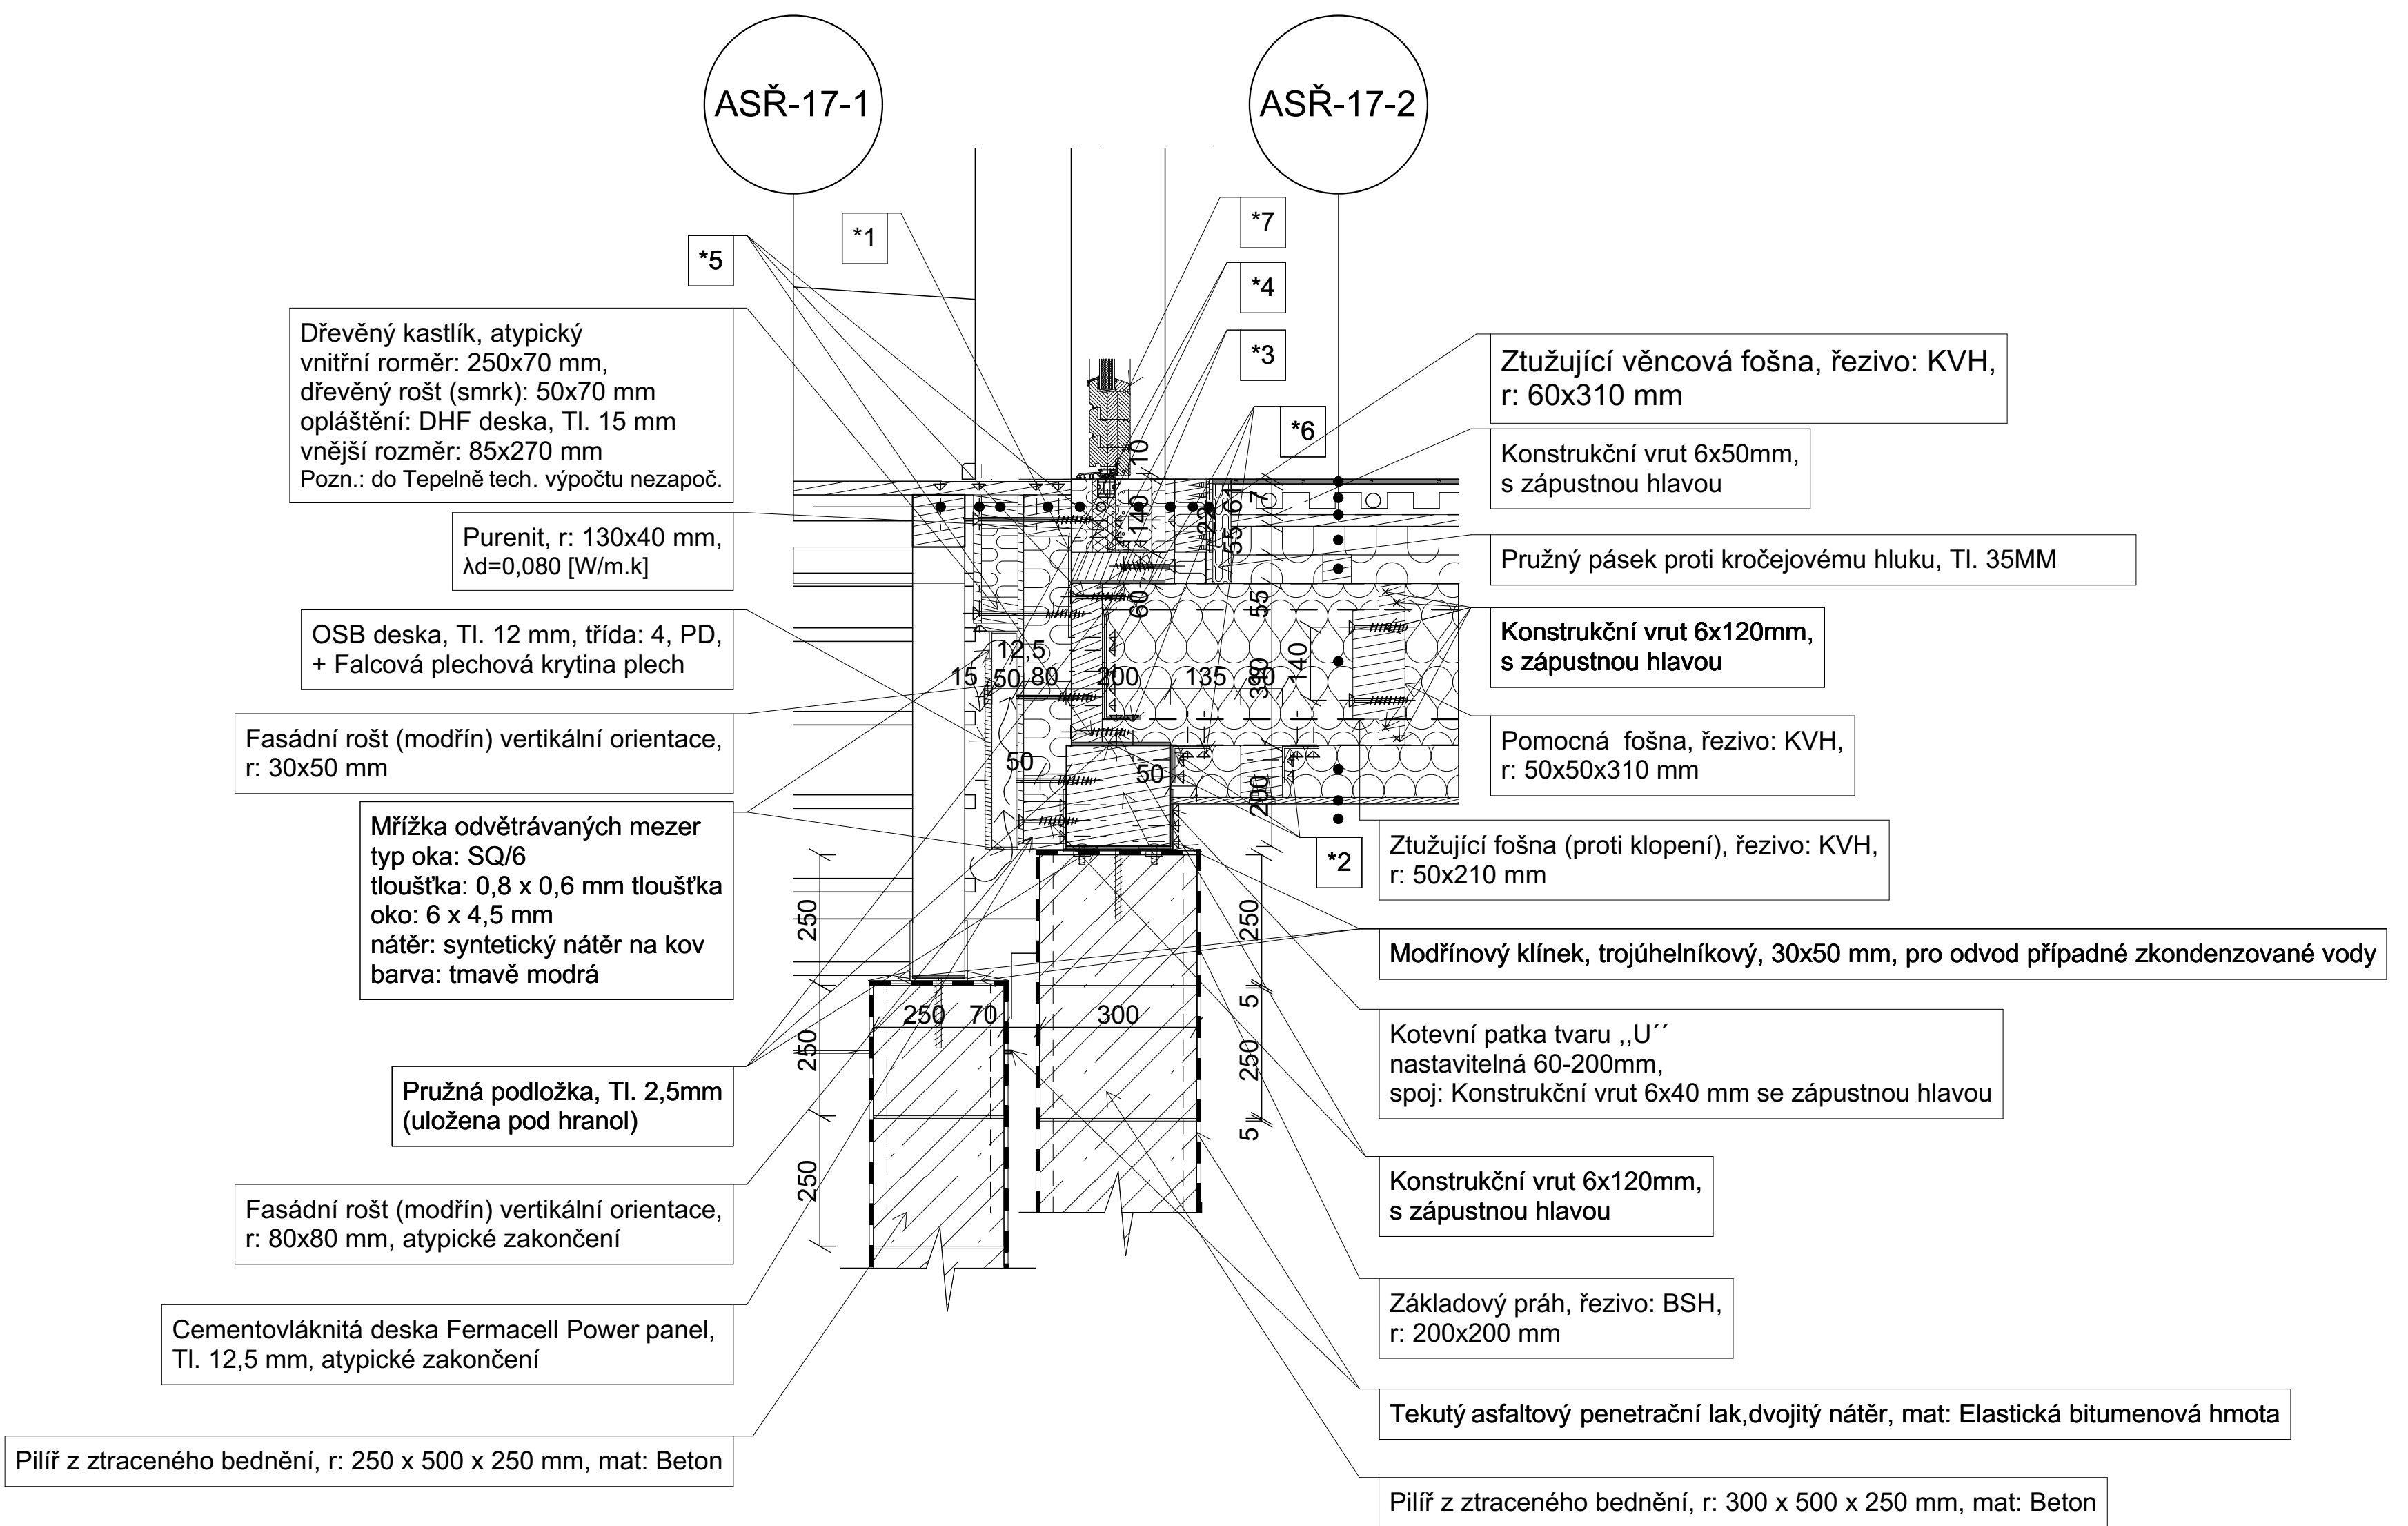 ASŘ-17-1
ASŘ-17-2
*7
*1
*5
*4
*3
*6
*2
Dřevěný kastlík, atypický
vnitřní rorměr: 250x70 mm,
dřevěný rošt (smrk): 50x70 mm
opláštění: DHF deska, Tl. 15 mm
vnější rozměr: 85x270 mm
Pozn.: do Tepelně tech. výpočtu nezapoč.
Purenit, r: 130x40 mm,
λd=0,080 [W/m.k]
OSB deska, Tl. 12 mm, třída: 4, PD,
+ Falcová plechová krytina plech
Fasádní rošt (modřín) vertikální orientace,
r: 30x50 mm
Mřížka odvětrávaných mezer
typ oka: SQ/6
tloušťka: 0,8 x 0,6 mm tloušťka
oko: 6 x 4,5 mm
nátěr: syntetický nátěr na kov
barva: tmavě modrá
Pružná podložka, Tl. 2,5mm
(uložena pod hranol)
Fasádní rošt (modřín) vertikální orientace,
r: 80x80 mm, atypické zakončení
Cementovláknitá deska Fermacell Power panel,
Tl. 12,5 mm, atypické zakončení
Pilíř z ztraceného bednění, r: 250 x 500 x 250 mm, mat: Beton
10
140
22
61
7
55
60
55
12,5
15
50
80
200
135
140
50
50
200
250
250
250
250
5
250
5
250
70
300
Ztužující věncová fošna, řezivo: KVH,
r: 60x310 mm
Konstrukční vrut 6x50mm,
s zápustnou hlavou
Pružný pásek proti kročejovému hluku, Tl. 35MM
Konstrukční vrut 6x120mm,
s zápustnou hlavou
Pomocná  fošna, řezivo: KVH,
r: 50x50x310 mm
Ztužující fošna (proti klopení), řezivo: KVH,
r: 50x210 mm
Modřínový klínek, trojúhelníkový, 30x50 mm, pro odvod případné zkondenzované vody
Kotevní patka tvaru ,,U´´
nastavitelná 60-200mm,
spoj: Konstrukční vrut 6x40 mm se zápustnou hlavou
Konstrukční vrut 6x120mm,
s zápustnou hlavou
Základový práh, řezivo: BSH,
r: 200x200 mm
Tekutý asfaltový penetrační lak,dvojitý nátěr, mat: Elastická bitumenová hmota
Pilíř z ztraceného bednění, r: 300 x 500 x 250 mm, mat: Beton